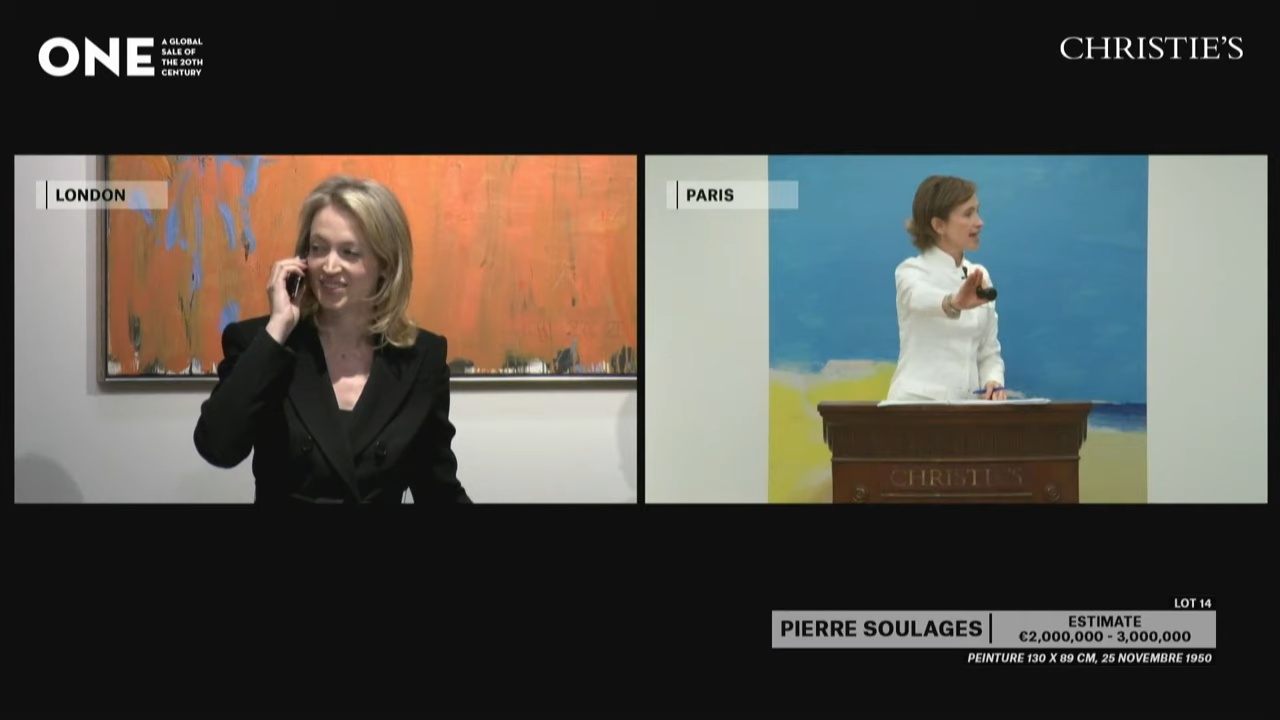 ONE
A GLOBAL
SALE OF
THE 20TH
CENTURY
CHRISTIE'S
LONDON
PARIS
CHRISTIE'S
LOT 14
PIERRE SOULAGES
ESTIMATE
€2,000,000 - 3,000,000
PEINTURE 130 X 89 CM, 25 NOVEMBRE 1950